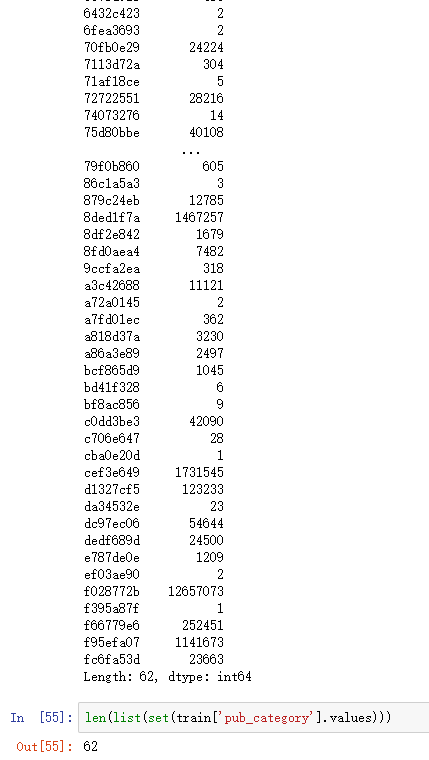 6432c423 2
6fea3693 2
70fb0e29 24224
7113d72a 304
71af18ce 5
72722551 28216
74073276 14
75d80bbe 40108
...
79f0b860 605
86c1a5a3 3
879c24eb 12785
8ded1f7a 1467257
8df2e842 1679
8fd0aea4 7482
9ccfa2ea 318
a3c42688 11121
a72a0145 2
a7fd01ec 362
a818d37a 3230
a86a3e89 2497
bcf865d9 1045
bd41f328 6
bf8ac856 9
c0dd3be3 42090
c706e647 28
cba0e20d 1
cef3e649 1731545
d1327cf5 123233
da34532e 23
dc97ec06 54644
dedf689d 24500
e787de0e 1209
ef03ae90 2
f028772b 12657073
f395a87f 1
f66779e6 252451
f95efa07 1141673
fc6fa53d 23663
Length: 62, dtype: int64
In [55]: len(list(set(train['pub_category'].values)))
Out[55]: 62